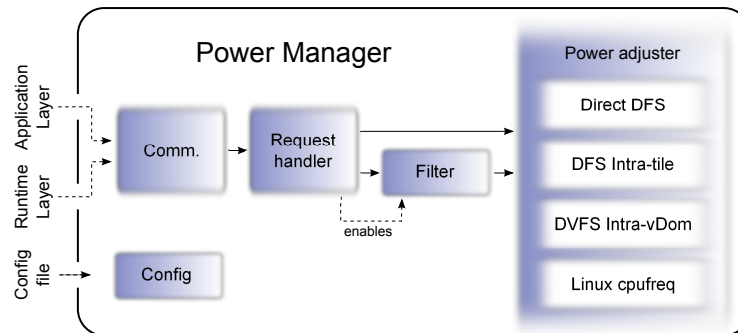 Power Manager
Power adjuster
Application
Layer
Runtime
Layer
Config
file
Comm.
Request
handler
Filter
enables
Config
Direct DFS
DFS Intra-tile
DVFS Intra-vDom
Linux cpufreq